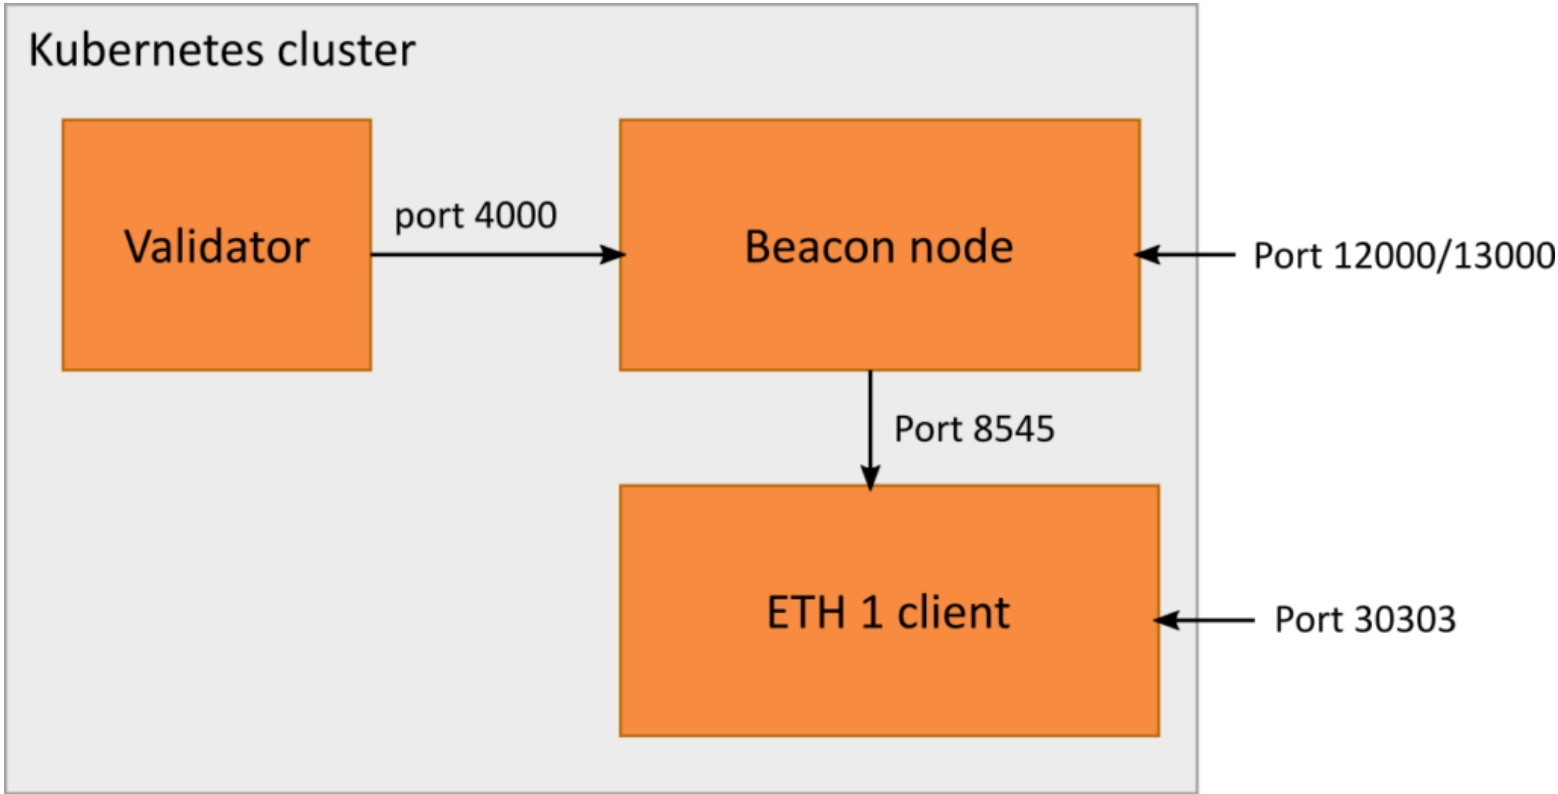 Kubernetes cluster
Validator
port 4000
Beacon node
Port 12000/13000
Port 8545
ETH 1 client
Port 30303